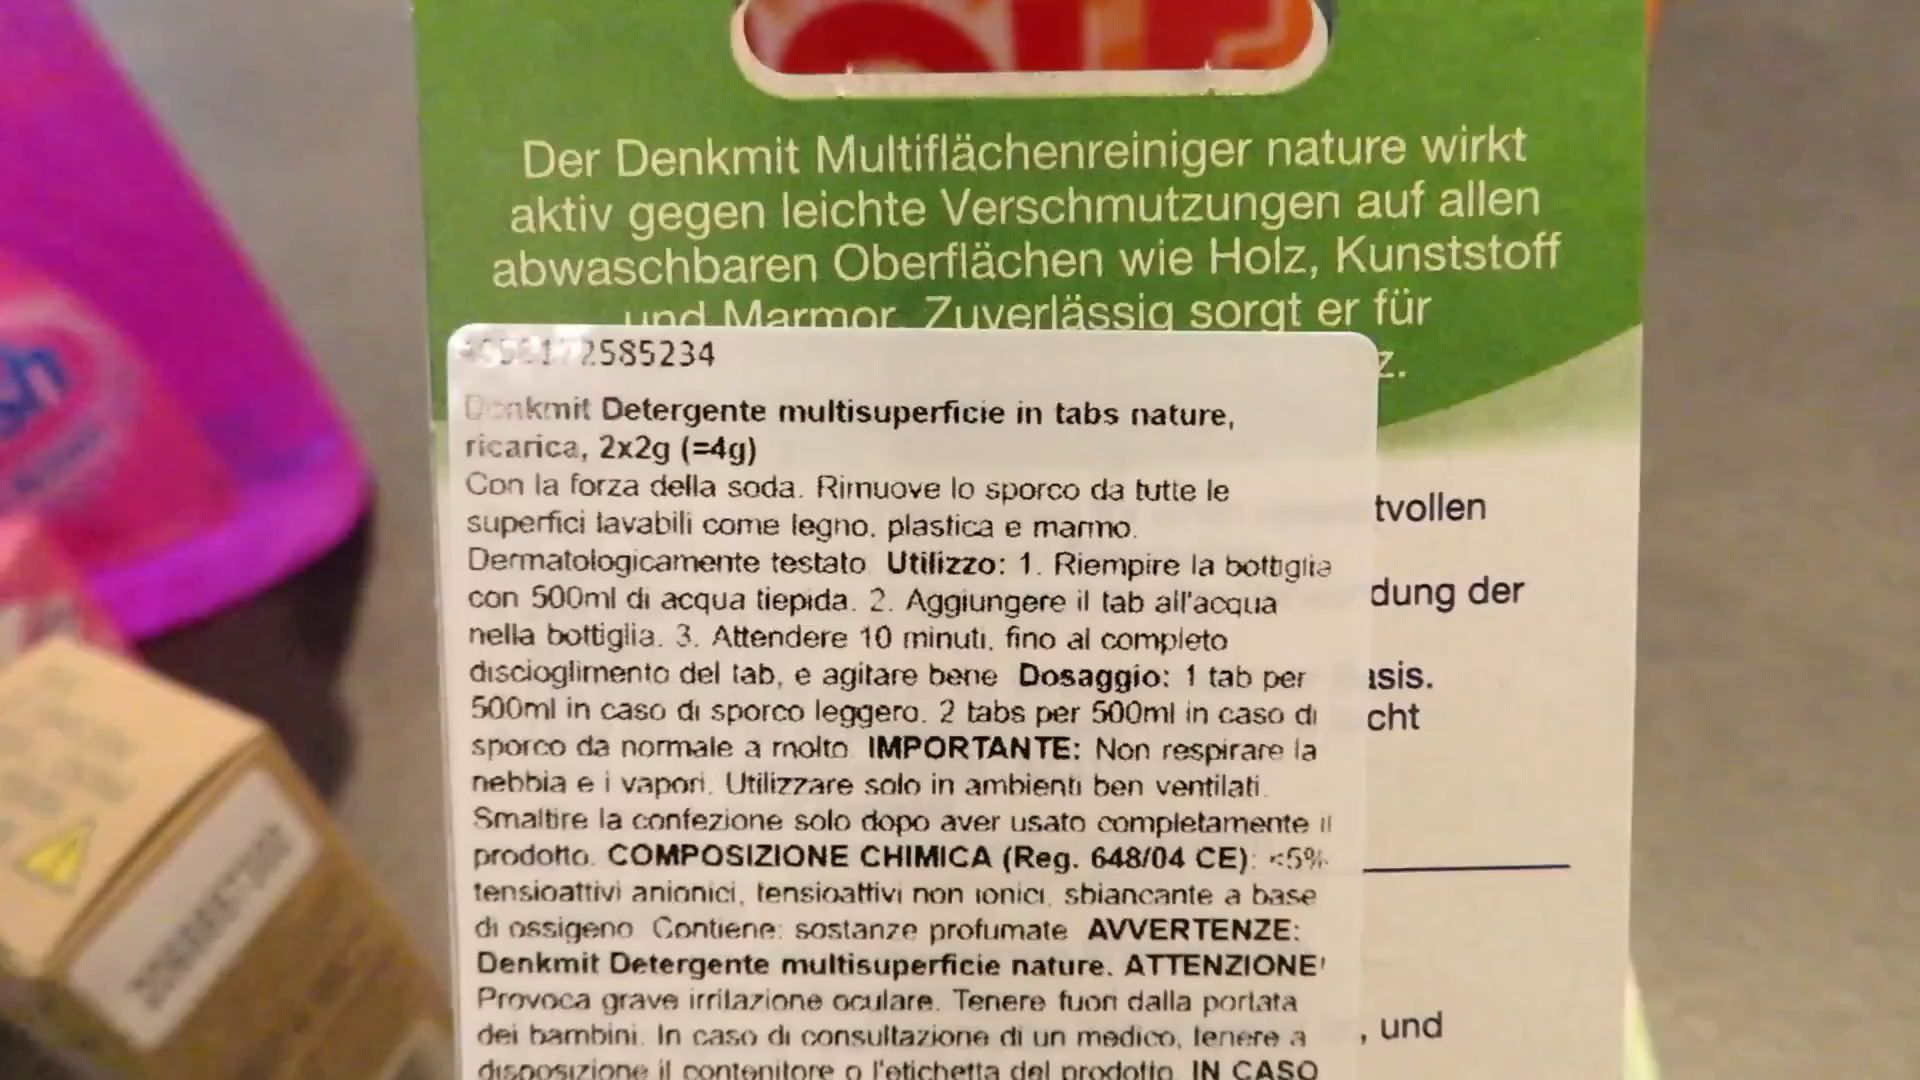 Der Denkmit Multiflächenreiniger nature wirkt
aktiv gegen leichte Verschmutzungen auf allen
abwaschbaren Oberflächen wie Holz, Kunststoff
und Marmor. Zuverlässig sorgt er für
z.
2585234
Denkmit Detergente multisuperficie in tabs nature,
ricarica, 2x2g (=4g)
Con la forza della soda. Rimuove lo sporco da tutte le
superfici lavabili come legno, plastica e marmo.
Dermatologicamente testato. Utilizzo: 1. Riempire la bottiglia
con 500ml di acqua tiepida. 2. Aggiungere il tab all'acqua
nella bottiglia. 3. Attendere 10 minuti, fino al completo
discioglimento del tab, e agitare bene Dosaggio: 1 tab per
500ml in caso di sporco leggero. 2 tabs per 500ml in caso di
sporco da normale a molto IMPORTANTE: Non respirare la
nebbia e i vapori. Utilizzare solo in ambienti ben ventilati.
Smaltire la confezione solo dopo aver usato completamente il
prodotto. COMPOSIZIONE CHIMICA (Reg. 648/04 CE): <5%
tensioattivi anionici, tensioattivi non ionici, sbiancante a base
di ossigeno Contiene: sostanze profumate AVVERTENZE:
Denkmit Detergente multisuperficie nature. ATTENZIONE!
Provoca grave irritazione oculare. Tenere fuori dalla portata
dei bambini. In caso di consultazione di un medico, tenere a
disposizione il contenitore o l'etichetta del prodotto. IN CASO
tvollen
dung der
asis.
cht
, und